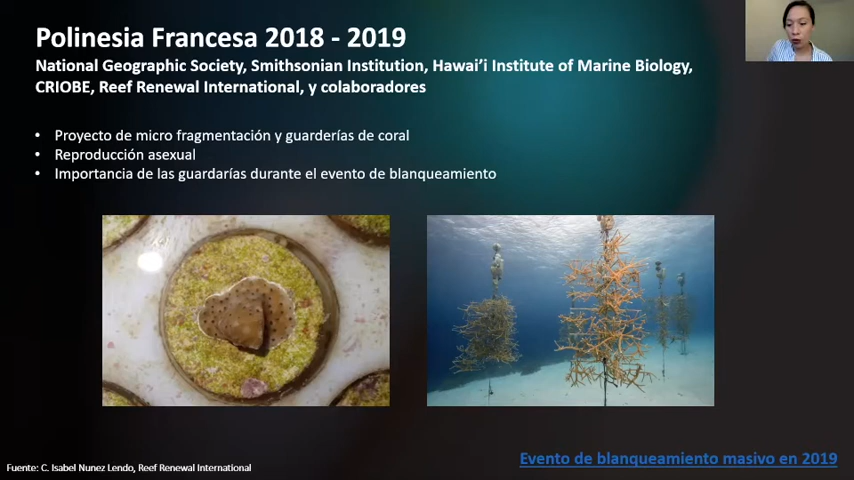 Polinesia Francesa 2018 - 2019
National Geographic Society, Smithsonian Institution, Hawai’i Institute of Marine Biology,
CRIOBE, Reef Renewal International, y colaboradores
• Proyecto de micro fragmentación y guarderías de coral
• Reproducción asexual
• Importancia de las guardarías durante el evento de blanqueamiento
Fuente: C. Isabel Nunez Lendo, Reef Renewal International
Evento de blanqueamiento masivo en 2019